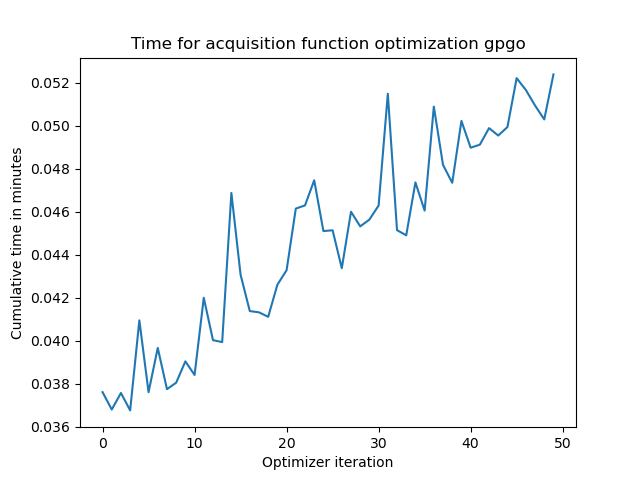 Time for acquisition function optimization gpgo
0.052
0.050
0.048
0.046
0.044
0.042
0.040
0.038
0.036
Cumulative time in minutes
0 10 20 30 40 50
Optimizer iteration